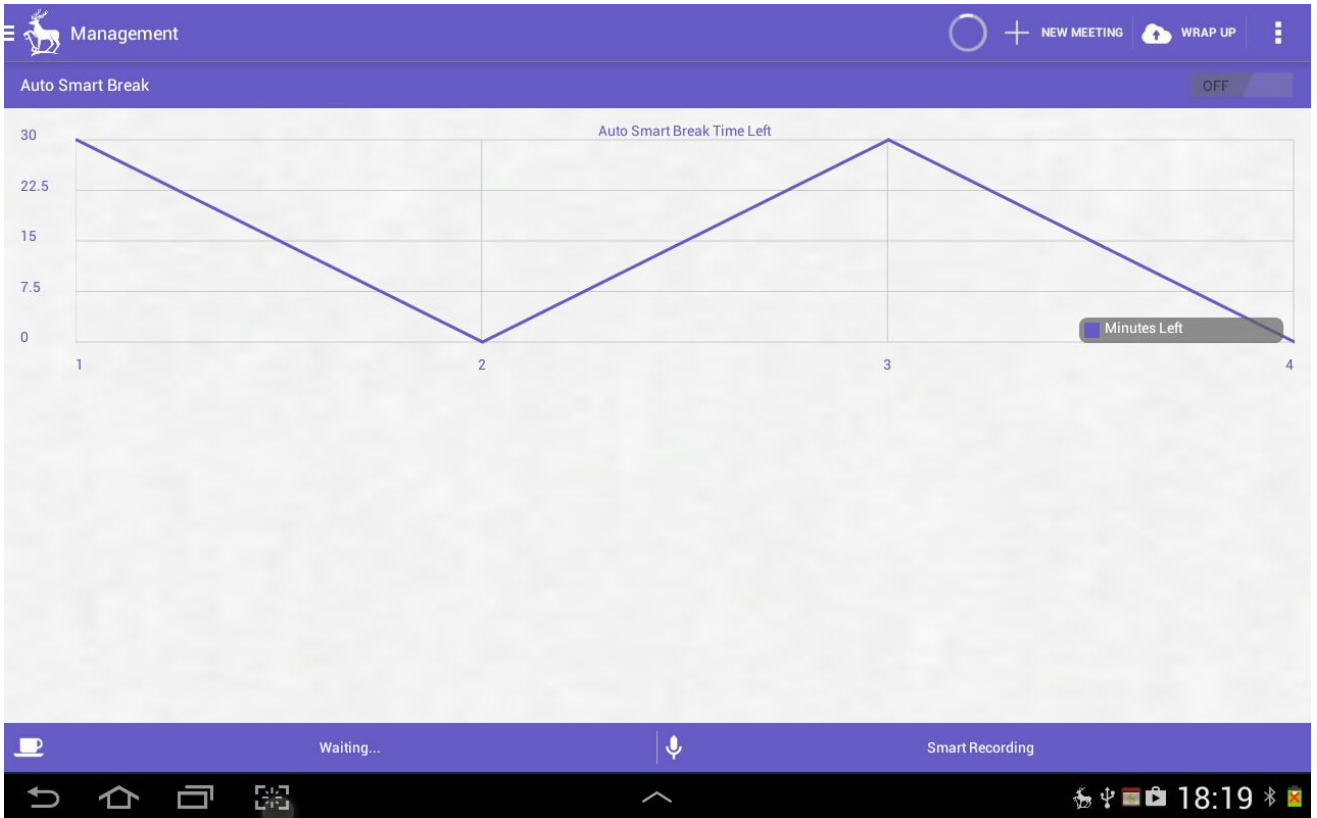 Management
NEW MEETING
WRAP UP
Auto Smart Break
OFF
Auto Smart Break Time Left
30
22.5
15
7.5
0
Minutes Left
1 2 3 4
Waiting...
Smart Recording
18:19